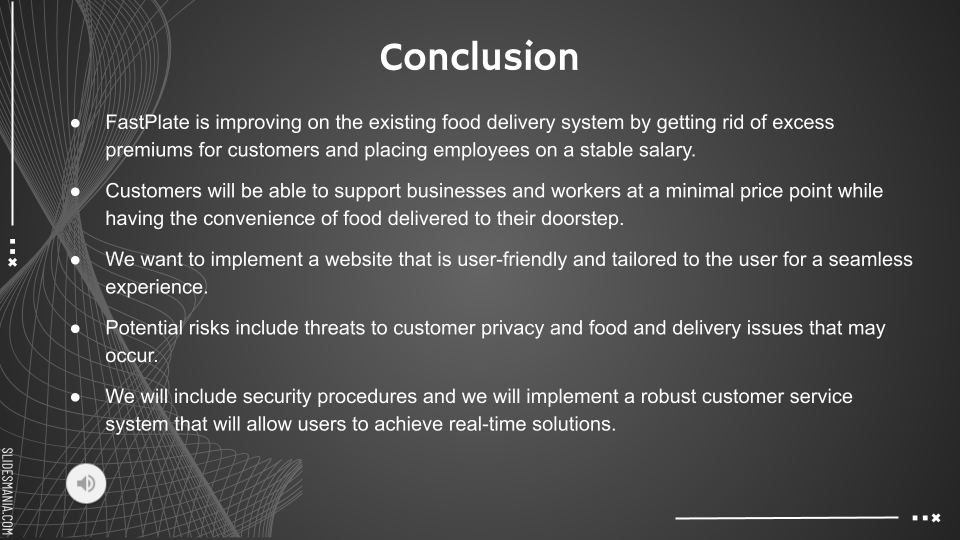 Conclusion
● FastPlate is improving on the existing food delivery system by getting rid of excess
premiums for customers and placing employees on a stable salary.
● Customers will be able to support businesses and workers at a minimal price point while
having the convenience of food delivered to their doorstep.
● We want to implement a website that is user-friendly and tailored to the user for a seamless
experience.
● Potential risks include threats to customer privacy and food and delivery issues that may
occur.
● We will include security procedures and we will implement a robust customer service
system that will allow users to achieve real-time solutions.
SLIDESMANIA.COM